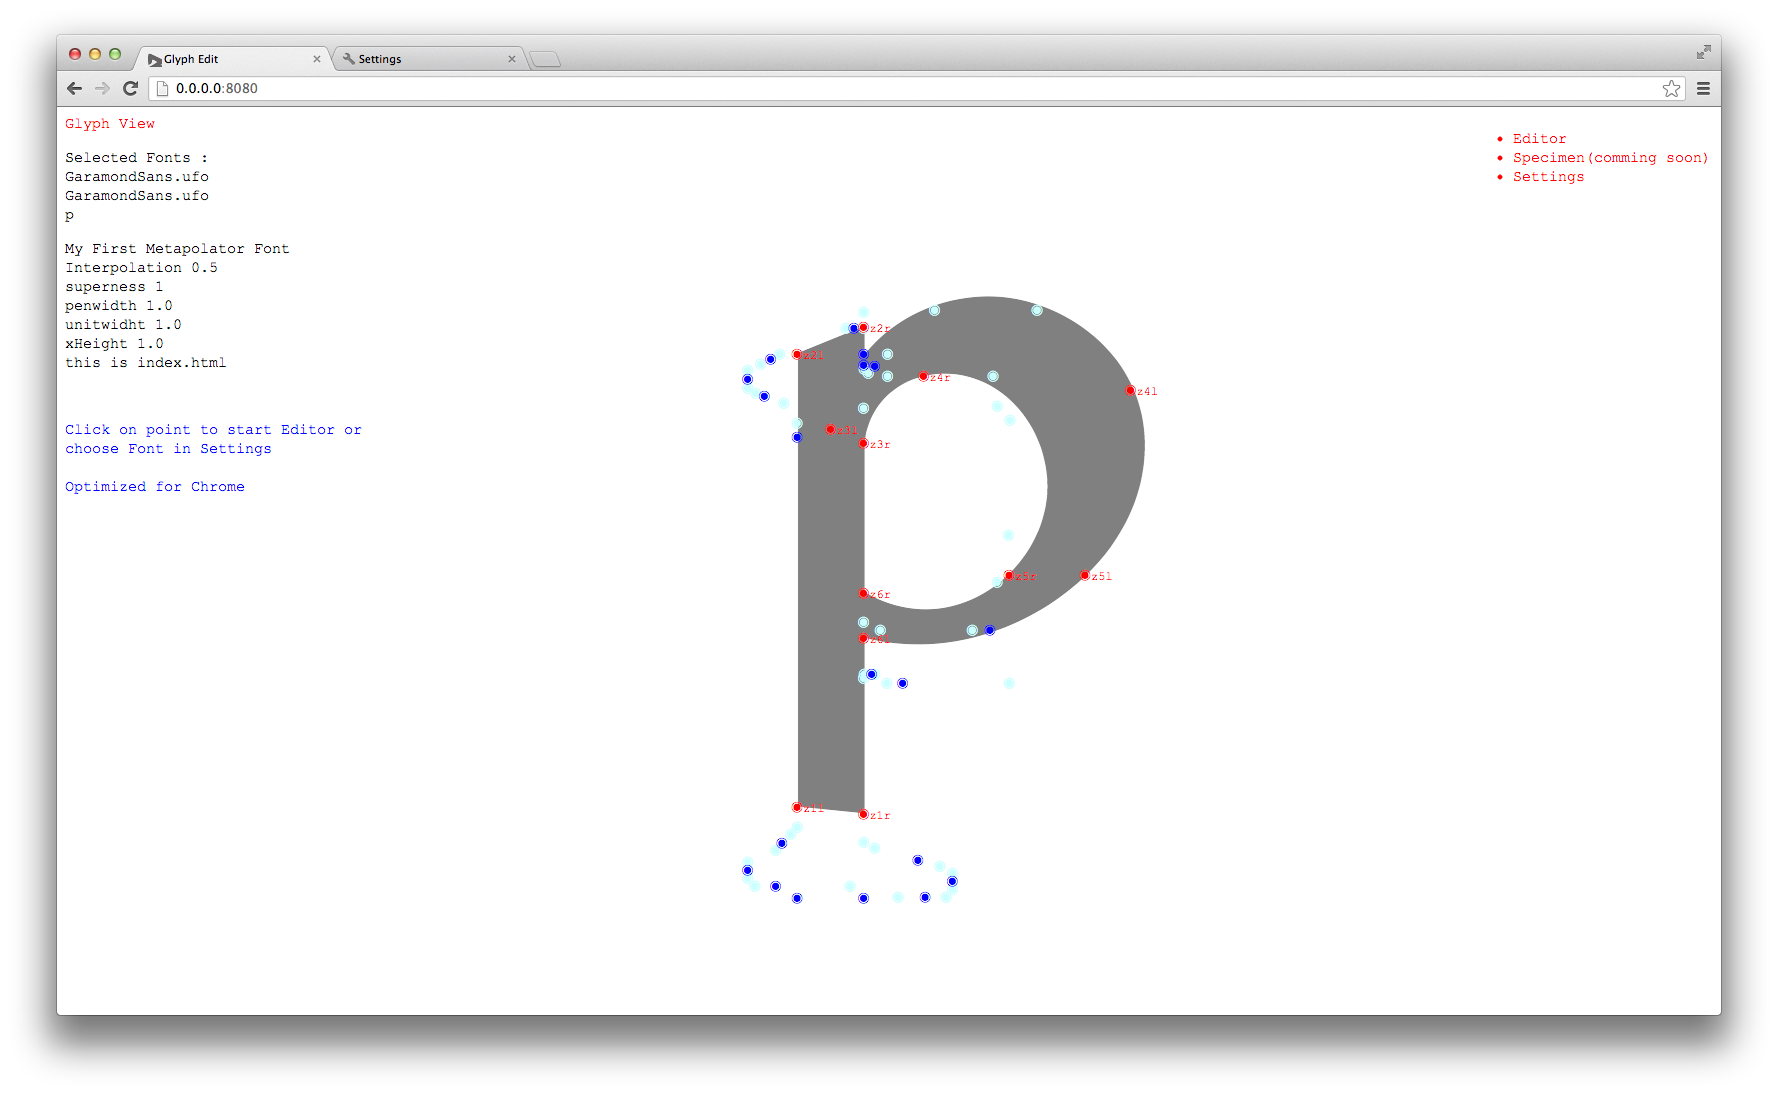 Glyph Edit
Settings
0.0.0.0:8080
Glyph View
Selected Fonts :
GaramondSans.ufo
GaramondSans.ufo
p
My First Metapolator Font
Interpolation 0.5
superness 1
penwidth 1.0
unitwidht 1.0
xHeight 1.0
this is index.html
Click on point to start Editor or
choose Font in Settings
Optimized for Chrome
Editor
Specimen(comming soon)
Settings
z2r
z2l
z4r
z4l
z3l
z3r
z5r
z5l
z6r
z6l
z1l
z1r
p